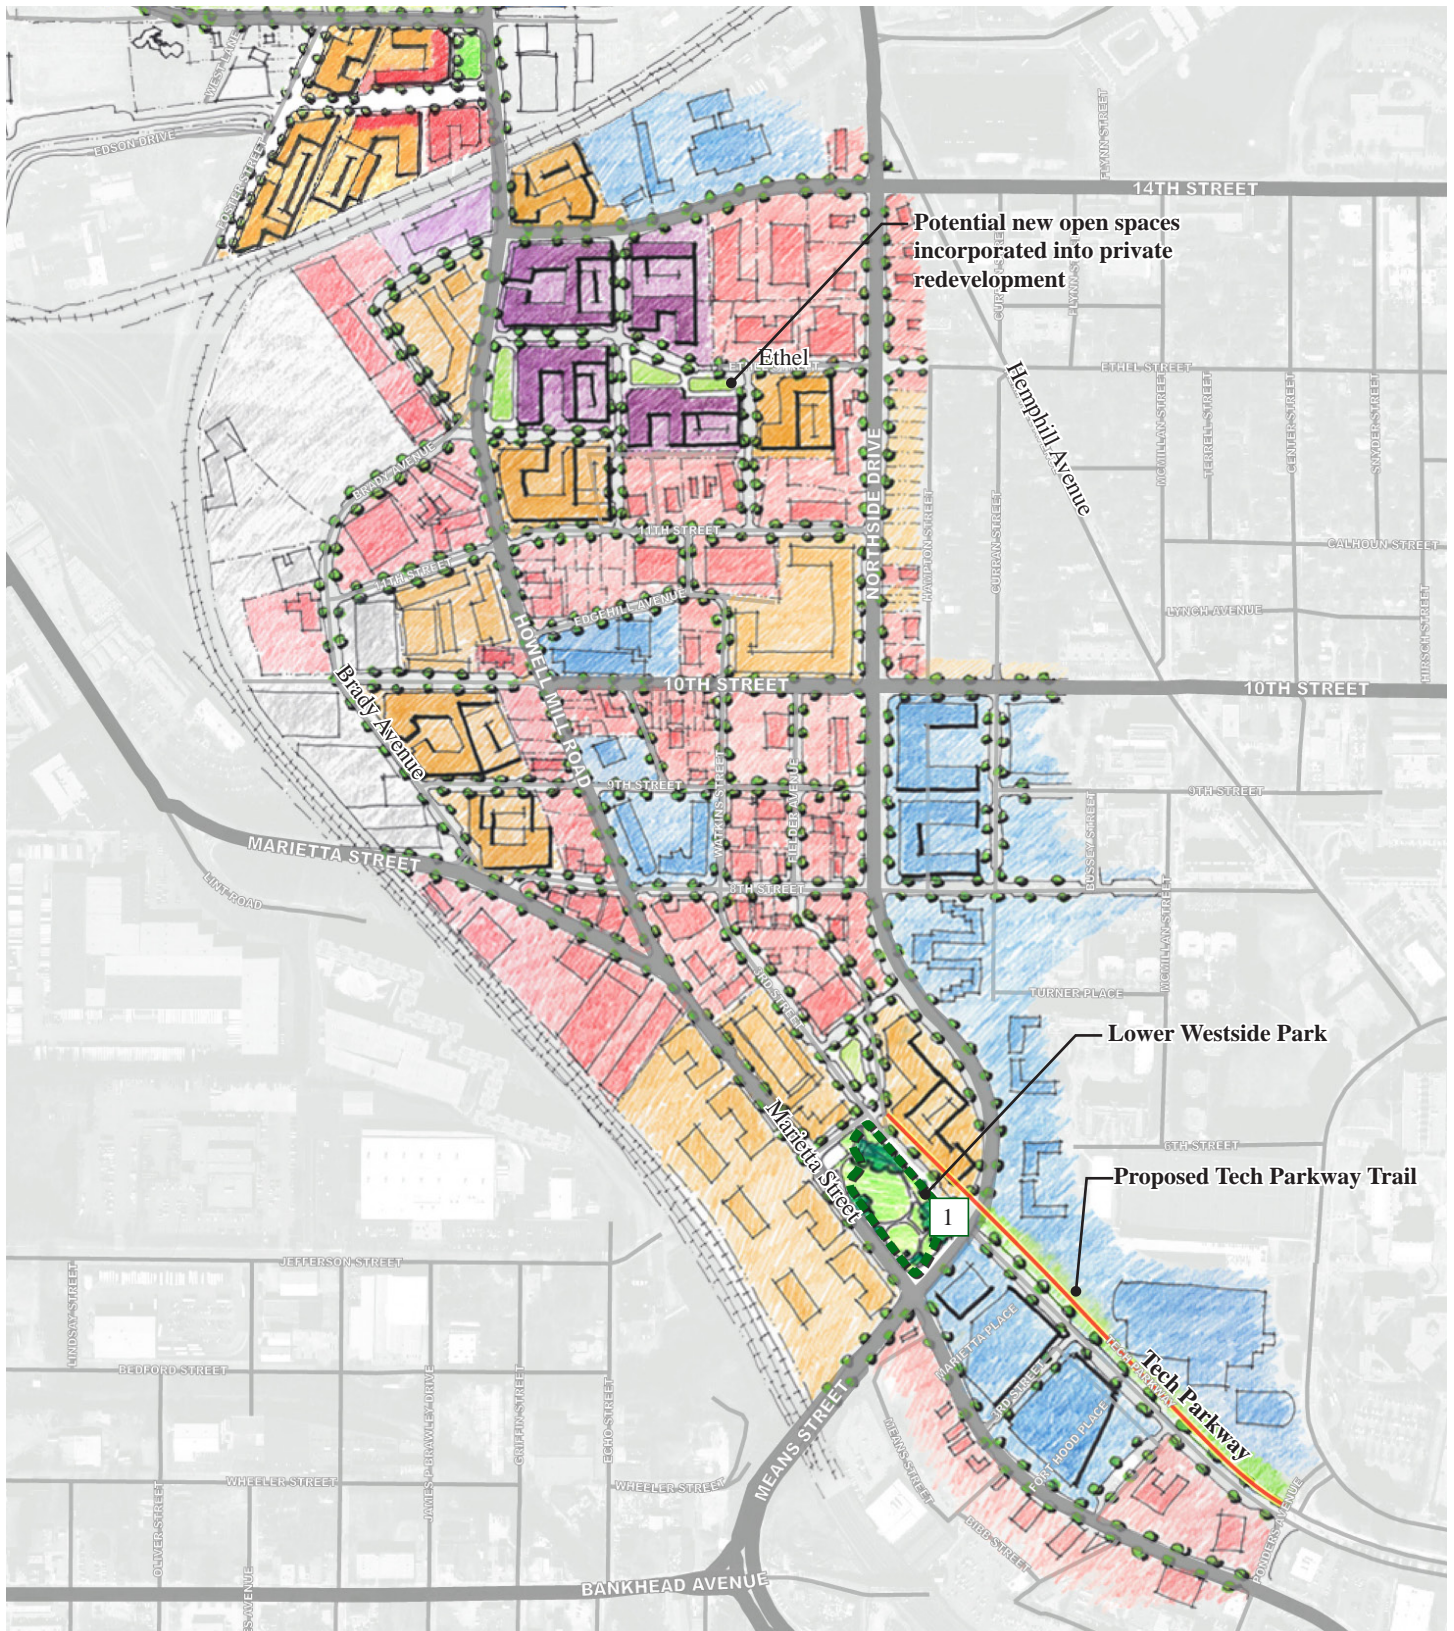 WEST LANE
EDSON DRIVE
FOSTER STREET
FLYNN STREET
14TH STREET
Potential new open spaces
incorporated into private
redevelopment
Ethel
ETHEL STREET
Hemphill Avenue
MCMILLAN STREET
TERRELL STREET
CENTER STREET
SNYDER STREET
NORTHSIDE DRIVE
BRADY AVENUE
11TH STREET
11TH STREET
HAMPTON STREET
CURRAN STREET
CALHOUN STREET
LYNCH AVENUE
HIRSCH STREET
EDGEHILL AVENUE
HOWELL MILL ROAD
10TH STREET
10TH STREET
Brady Avenue
9TH STREET
9TH STREET
WATKINS STREET
FIELDER AVENUE
BUSSEY STREET
MARIETTA STREET
LINT ROAD
8TH STREET
MCMILLAN STREET
3RD STREET
TURNER PLACE
Lower Westside Park
Marietta Street
6TH STREET
Proposed Tech Parkway Trail
1
JEFFERSON STREET
LINDSAY STREET
MARIETTA PLACE
BEDFORD STREET
3RD STREET
Tech Parkway
JAMES P BRAWLEY DRIVE
GRIFFIN STREET
ECHO STREET
MEANS STREET
MEANS STREET
FORT HOOD PLACE
WHEELER STREET
WHEELER STREET
OLIVER STREET
BIBB STREET
PONDERS AVENUE
BANKHEAD AVENUE